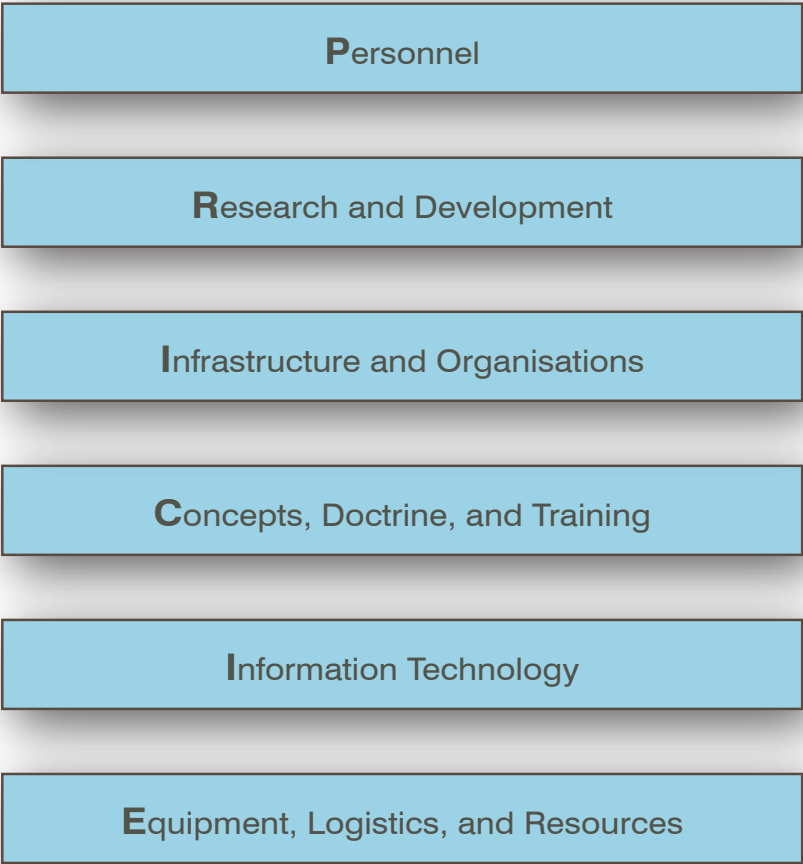 Personnel
Research and Development
Infrastructure and Organisations
Concepts, Doctrine, and Training
Information Technology
Equipment, Logistics, and Resources